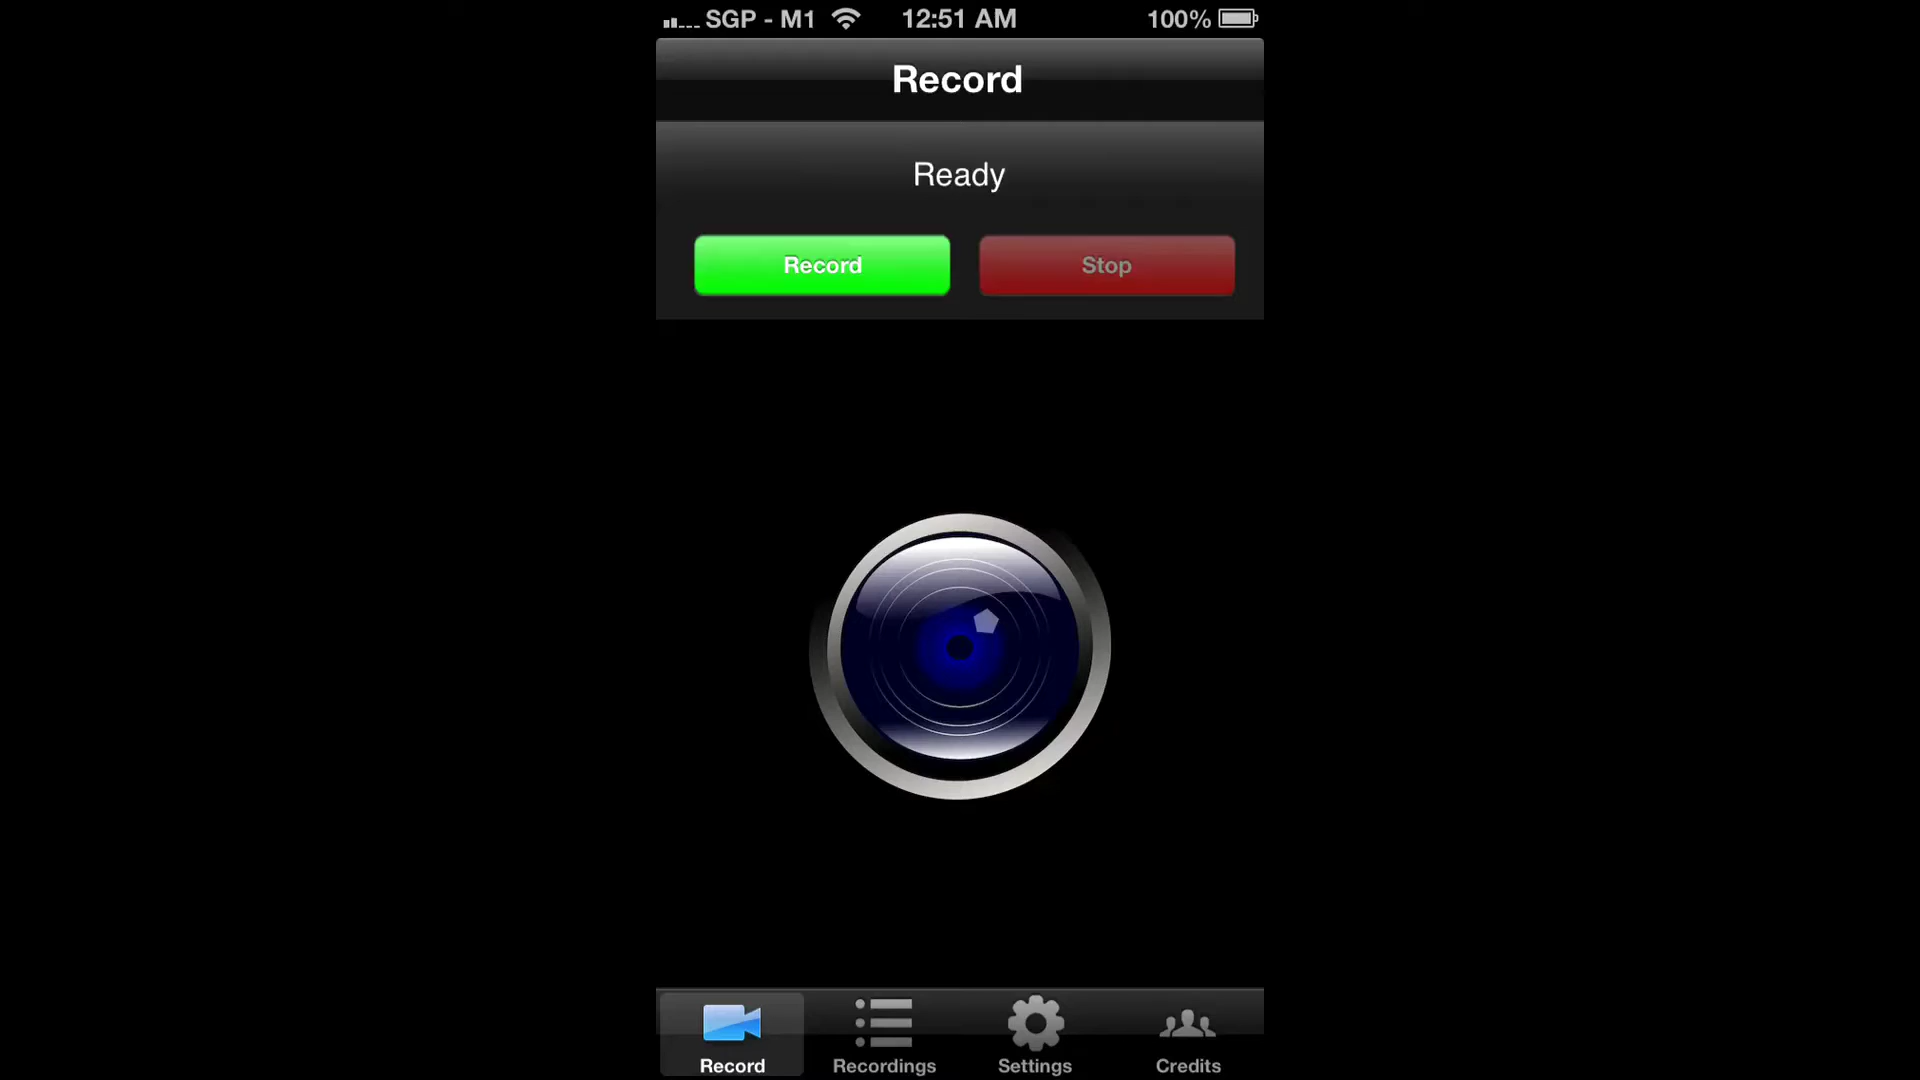 SGP - M1 12:51 AM 100%
Record
Ready
Record Stop
Record Recordings Settings Credits